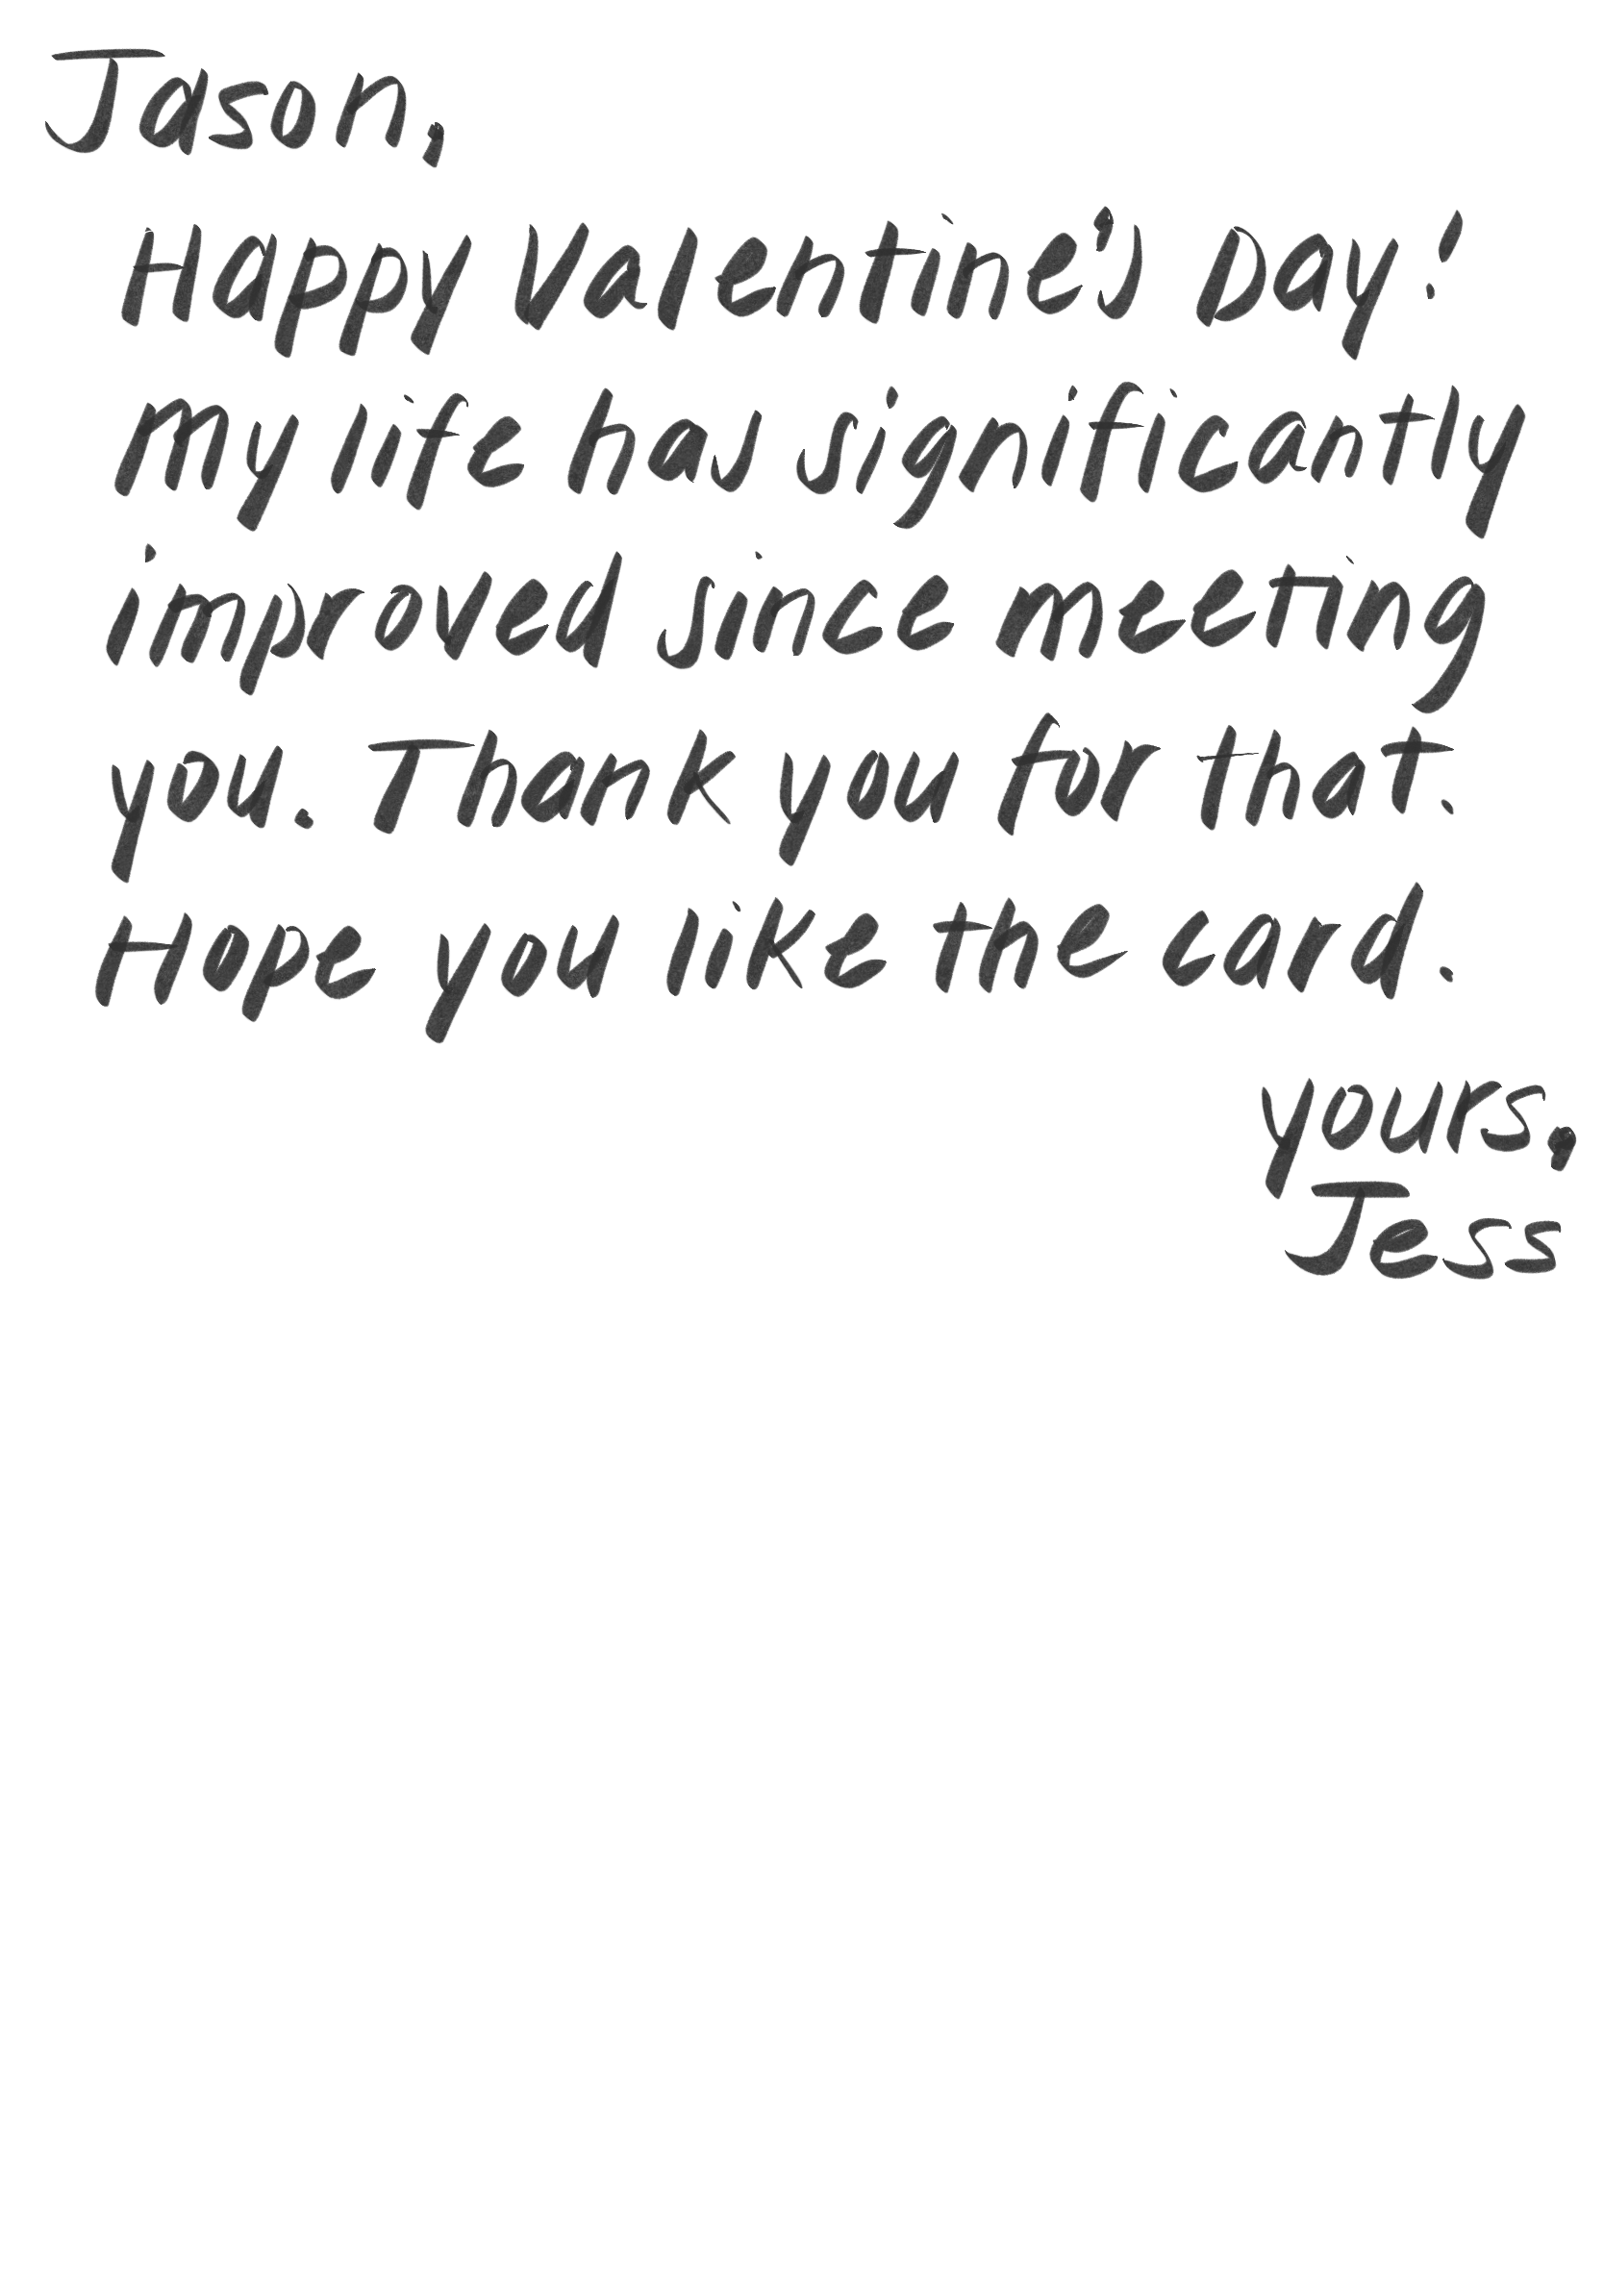 Jason,
Happy Valentine's Day!
My life has significantly
improved since meeting
you. Thank you for that.
Hope you like the card.
yours,
Jess